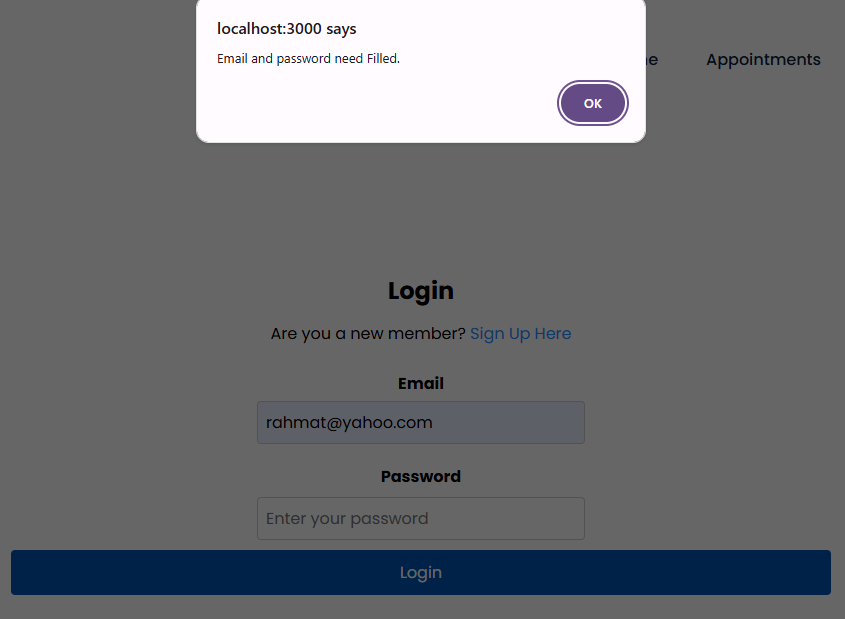 localhost:3000 says
Email and password need Filled.
OK
Appointments
Login
Are you a new member? Sign Up Here
Email
rahmat@yahoo.com
Password
Enter your password
Login